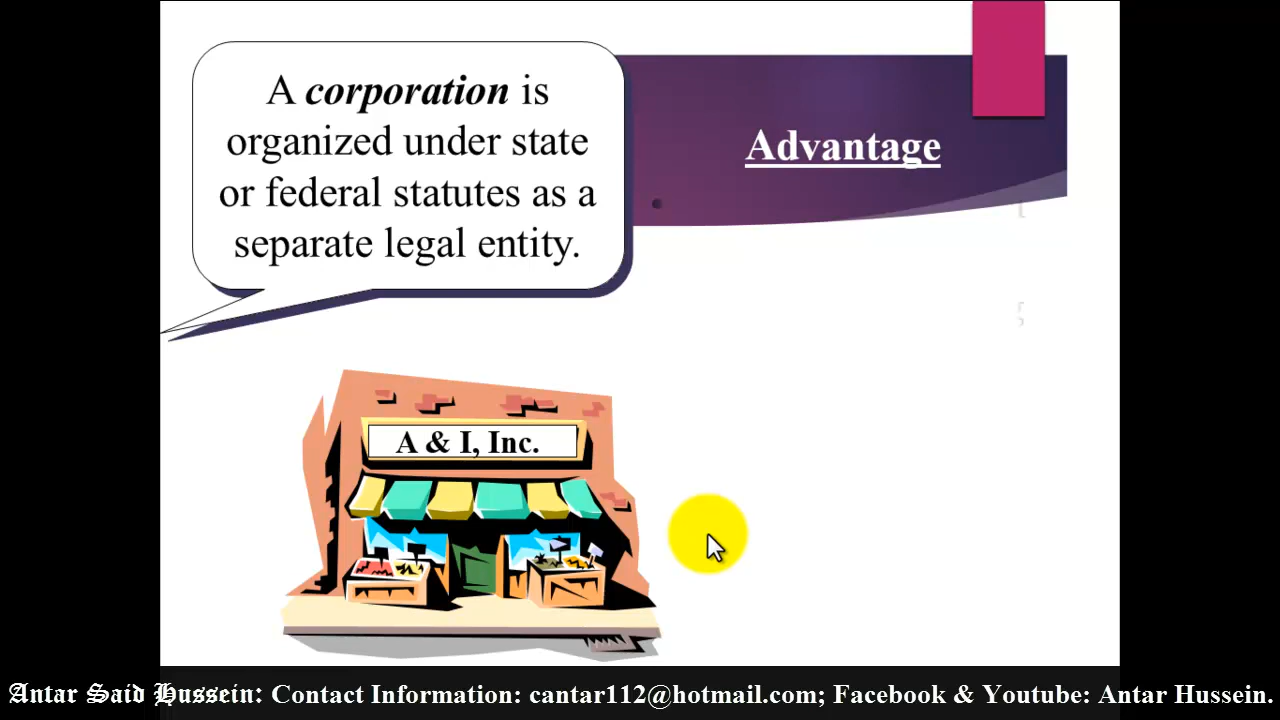 A corporation is
organized under state
or federal statutes as a
separate legal entity.
Advantage
A & I, Inc.
Antar Said Hussein: Contact Information: cantar112@hotmail.com; Facebook & Youtube: Antar Hussein.